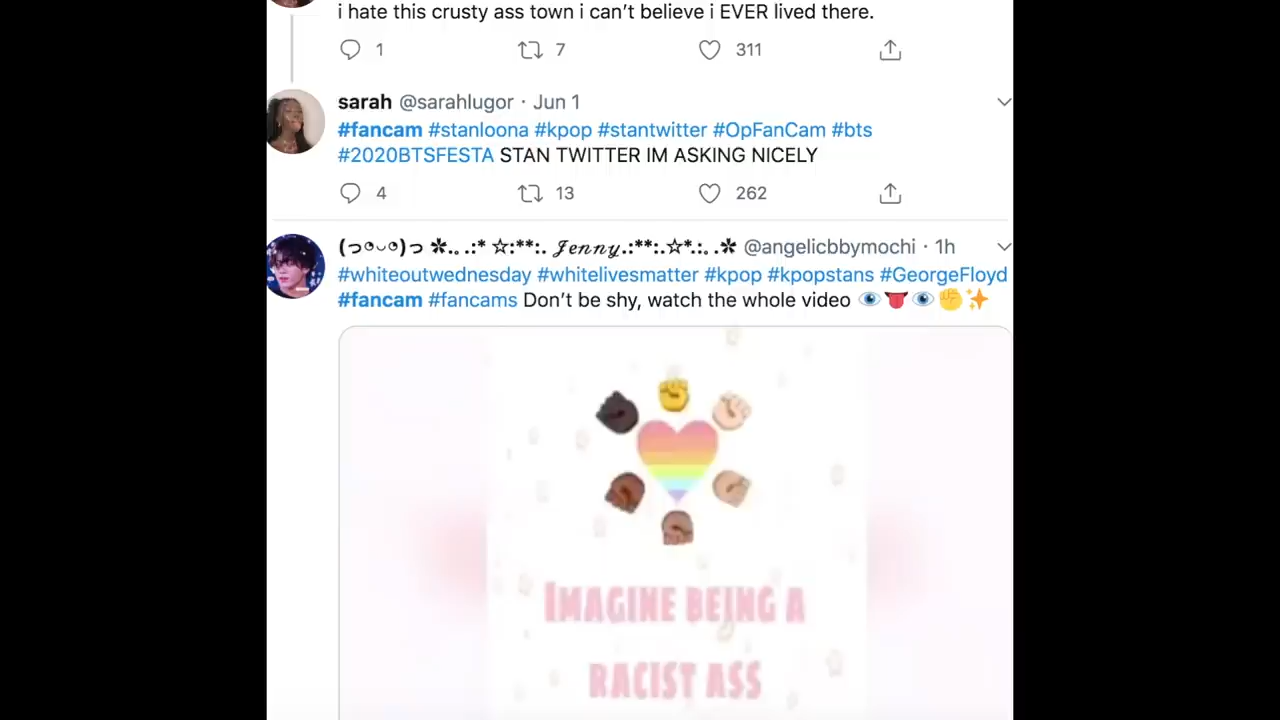 i hate this crusty ass town i can’t believe i EVER lived there.
1 7 311
sarah @sarahlugor · Jun 1
#fancam #stanloona #kpop #stantwitter #OpFanCam #bts
#2020BTSFESTA STAN TWITTER IM ASKING NICELY
4 13 262
(っ◔◡◔)っ ✲.｡.:* ☆:**:. 𝒥𝑒𝓃𝓃𝓎.:**:.☆*.:｡.✲ @angelicbbymochi · 1h
#whiteoutwednesday #whitelivesmatter #kpop #kpopstans #GeorgeFloyd
#fancam #fancams Don’t be shy, watch the whole video 👁👅👁✊✨
IMAGINE BEING A
RACIST ASS